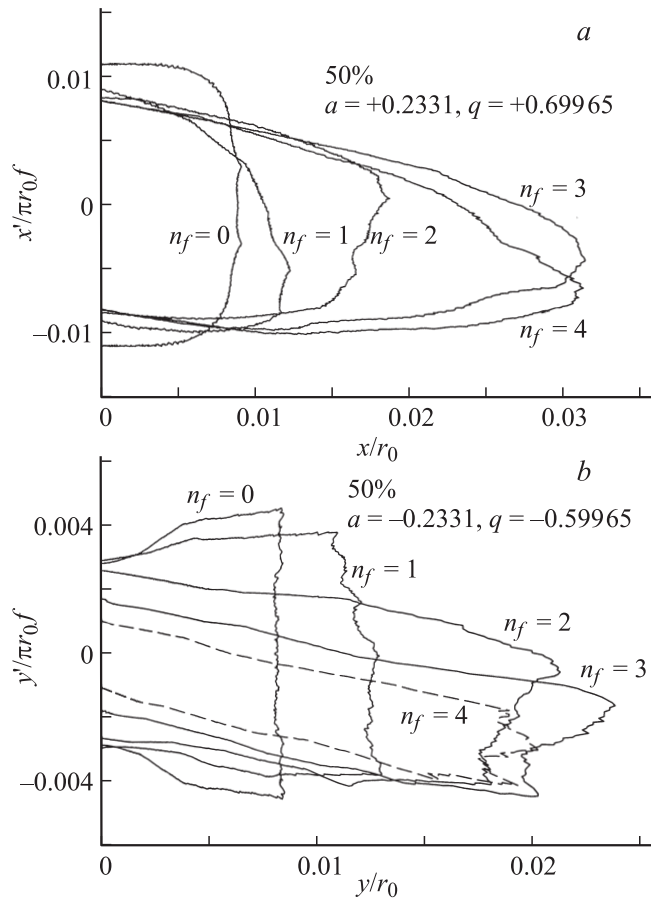 a
50%
a = +0.2331, q = +0.69965
x'/πr0f
0.01
0
−0.01
nf = 0
nf = 1
nf = 2
nf = 3
nf = 4
0
0.01
0.02
0.03
x/r0
b
50%
a = −0.2331, q = −0.59965
y'/πr0f
0.004
0
−0.004
nf = 0
nf = 1
nf = 2
nf = 3
nf = 4
0
0.01
0.02
y/r0